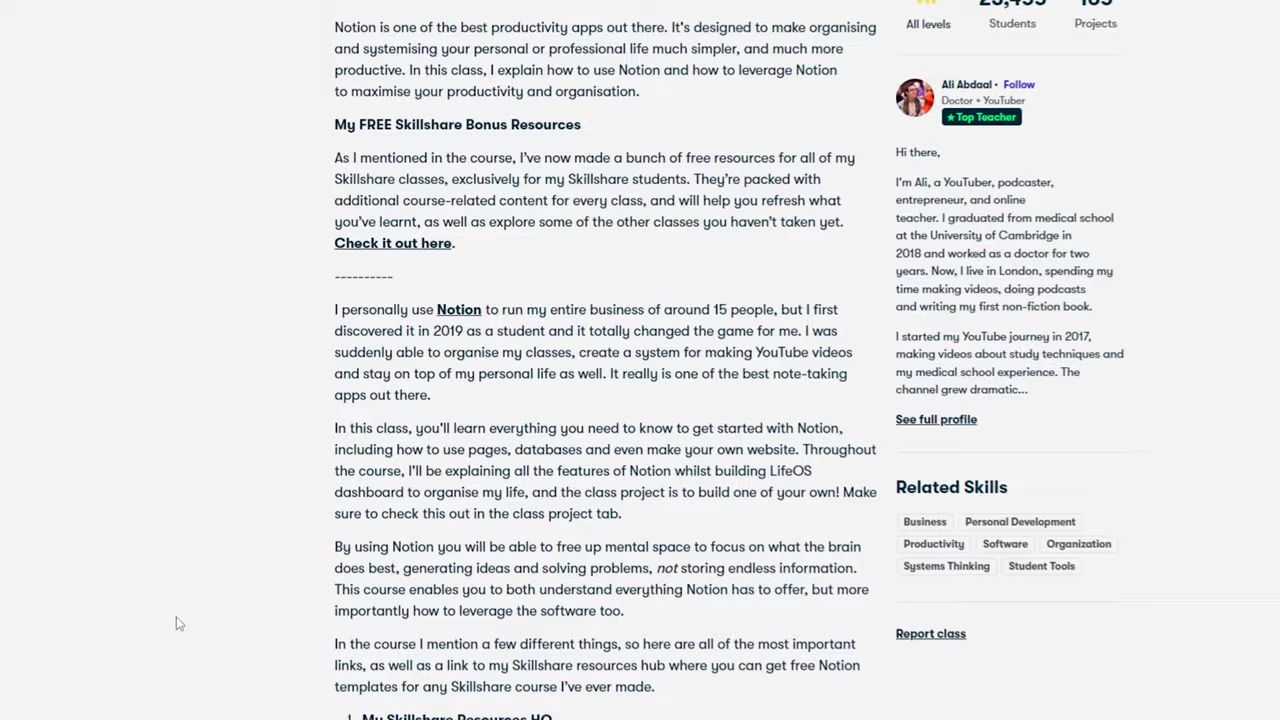 Notion is one of the best productivity apps out there. It's designed to make organising
and systemising your personal or professional life much simpler, and much more
productive. In this class, I explain how to use Notion and how to leverage Notion
to maximise your productivity and organisation.
My FREE Skillshare Bonus Resources
As I mentioned in the course, I've now made a bunch of free resources for all of my
Skillshare classes, exclusively for my Skillshare students. They're packed with
additional course-related content for every class, and will help you refresh what
you've learnt, as well as explore some of the other classes you haven't taken yet.
Check it out here.
----------
I personally use Notion to run my entire business of around 15 people, but I first
discovered it in 2019 as a student and it totally changed the game for me. I was
suddenly able to organise my classes, create a system for making YouTube videos
and stay on top of my personal life as well. It really is one of the best note-taking
apps out there.
In this class, you'll learn everything you need to know to get started with Notion,
including how to use pages, databases and even make your own website. Throughout
the course, I'll be explaining all the features of Notion whilst building LifeOS
dashboard to organise my life, and the class project is to build one of your own! Make
sure to check this out in the class project tab.
By using Notion you will be able to free up mental space to focus on what the brain
does best, generating ideas and solving problems, not storing endless information.
This course enables you to both understand everything Notion has to offer, but more
importantly how to leverage the software too.
In the course I mention a few different things, so here are all of the most important
links, as well as a link to my Skillshare resources hub where you can get free Notion
templates for any Skillshare course I've ever made.
My Skillshare Resources HQ
All levels
Students
Projects
Ali Abdaal • Follow
Doctor + YouTuber
★ Top Teacher
Hi there,
I'm Ali, a YouTuber, podcaster,
entrepreneur, and online
teacher. I graduated from medical school
at the University of Cambridge in
2018 and worked as a doctor for two
years. Now, I live in London, spending my
time making videos, doing podcasts
and writing my first non-fiction book.
I started my YouTube journey in 2017,
making videos about study techniques and
my medical school experience. The
channel grew dramatic...
See full profile
Related Skills
Business Personal Development
Productivity Software Organization
Systems Thinking Student Tools
Report class